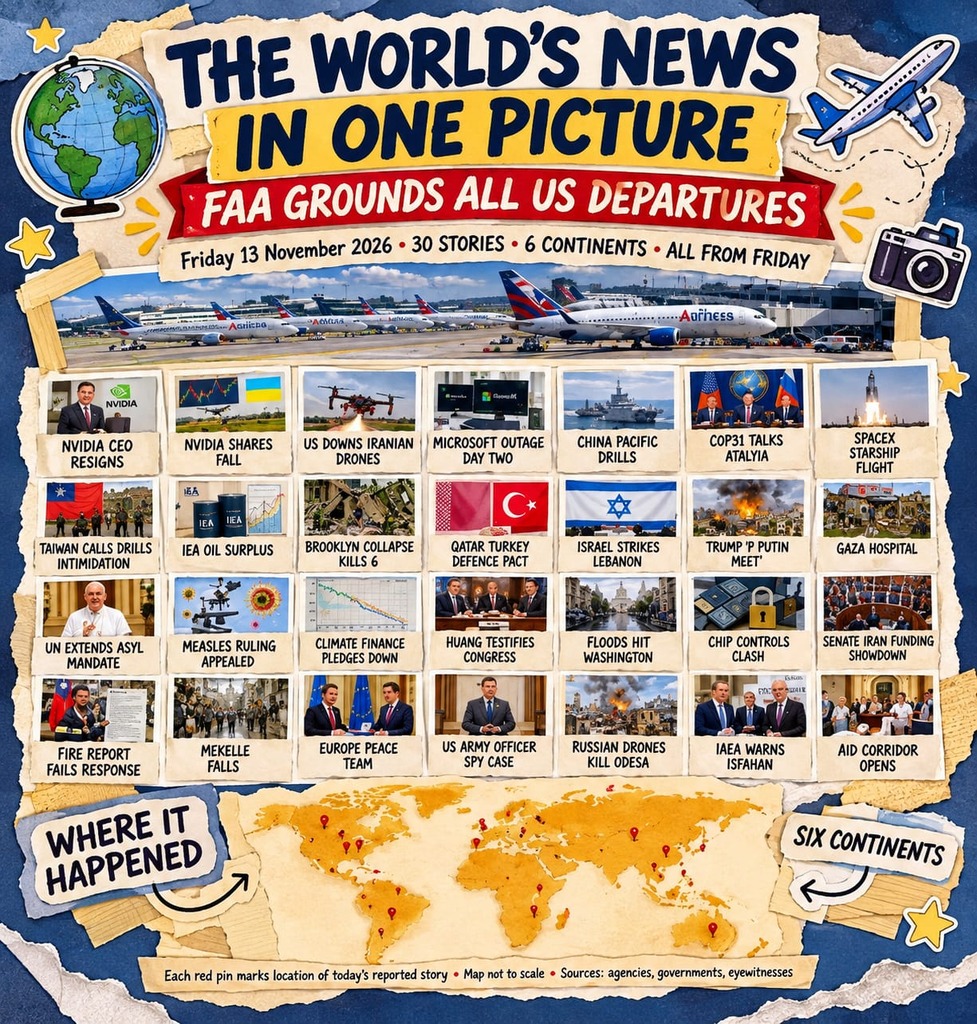 THE WORLD'S NEWS
IN ONE PICTURE
FAA GROUNDS ALL US DEPARTURES
Friday 13 November 2026 • 30 STORIES • 6 CONTINENTS • ALL FROM FRIDAY
NVIDIA
NVIDIA CEO
RESIGNS
NVIDIA SHARES
FALL
US DOWNS IRANIAN
DRONES
MICROSOFT OUTAGE
DAY TWO
CHINA PACIFIC
DRILLS
COP31 TALKS
ATALYIA
SPACEX
STARSHIP
FLIGHT
TAIWAN CALLS DRILLS
INTIMIDATION
IEA
IEA
IEA
IEA OIL SURPLUS
BROOKLYN COLLAPSE
KILLS 6
QATAR TURKEY
DEFENCE PACT
ISRAEL STRIKES
LEBANON
TRUMP 'P PUTIN
MEET'
GAZA HOSPITAL
UN EXTENDS ASYL
MANDATE
MEASLES RULING
APPEALED
CLIMATE FINANCE
PLEDGES DOWN
HUANG TESTIFIES
CONGRESS
FLOODS HIT
WASHINGTON
CHIP CONTROLS
CLASH
SENATE IRAN FUNDING
SHOWDOWN
FIRE REPORT
FAILS RESPONSE
MEKELLE
FALLS
EUROPE PEACE
TEAM
US ARMY OFFICER
SPY CASE
RUSSIAN DRONES
KILL ODESA
IAEA WARNS
ISFAHAN
AID CORRIDOR
OPENS
WHERE IT
HAPPENED
SIX CONTINENTS
Each red pin marks location of today's reported story • Map not to scale • Sources: agencies, governments, eyewitnesses